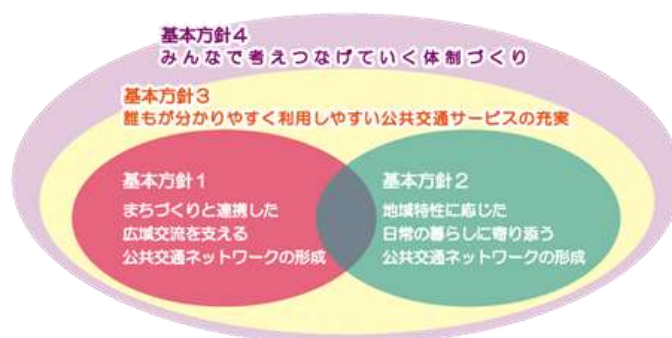 基本方針４
みんなで考えつなげていく体制づくり
基本方針３
誰もが分かりやすく利用しやすい公共交通サービスの充実
基本方針１
まちづくりと連携した
広域交流を支える
公共交通ネットワークの形成
基本方針２
地域特性に応じた
日常の暮らしに寄り添う
公共交通ネットワークの形成